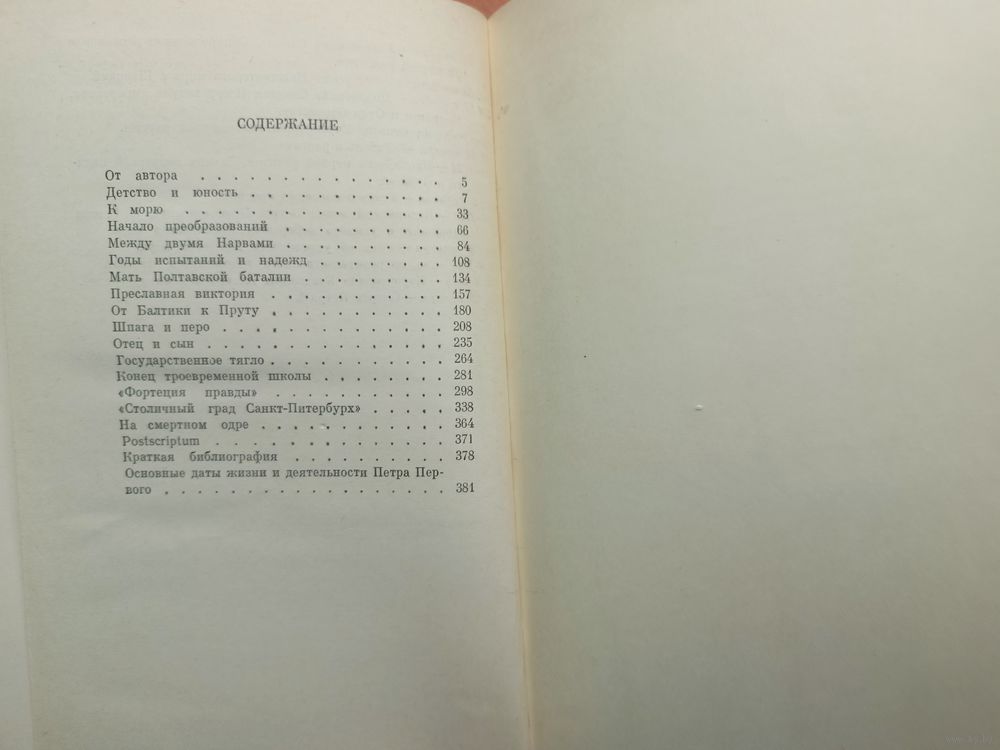 СОДЕРЖАНИЕ
От автора . . . . . . . . . . . . . . . 5
Детство и юность . . . . . . . . . . . . 7
К морю . . . . . . . . . . . . . . . . 33
Начало преобразований . . . . . . . . . . 66
Между двумя Нарвами . . . . . . . . . . 84
Годы испытаний и надежд . . . . . . . . 108
Мать Полтавской баталии . . . . . . . . . 134
Преславная виктория . . . . . . . . . . . 157
От Балтики к Пруту . . . . . . . . . . . 180
Шпага и перо . . . . . . . . . . . . . . 208
Отец и сын . . . . . . . . . . . . . . . 235
Государственное тягло . . . . . . . . . . . 264
Конец троевременной школы . . . . . . . . 281
«Фортеция правды» . . . . . . . . . . . 298
«Столичный град Санкт-Питербурх» . . . . . 338
На смертном одре . . . . . . . . . . . . 364
Postscriptum . . . . . . . . . . . . . . 371
Краткая библиография . . . . . . . . . . 378
Основные даты жизни и деятельности Петра Пер-
вого . . . . . . . . . . . . . . . . . . 381